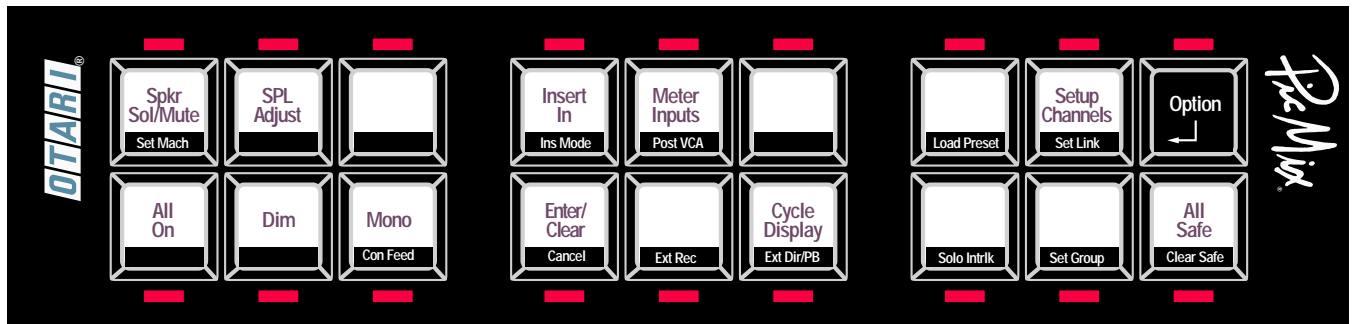 OTARI®
Spkr
Sol/Mute
Set Mach
SPL
Adjust
Insert
In
Ins Mode
Meter
Inputs
Post VCA
Load Preset
Setup
Channels
Set Link
Option
PicMix
All
On
Dim
Mono
Con Feed
Enter/
Clear
Cancel
Ext Rec
Cycle
Display
Ext Dir/PB
Solo Intrlk
Set Group
All
Safe
Clear Safe